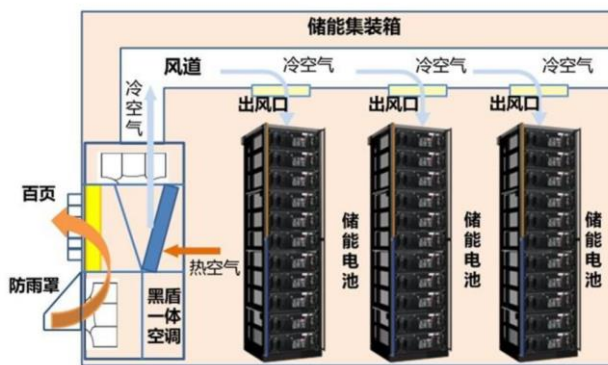 储能集装箱
风道
冷空气
冷空气
冷空气
冷空气
出风口
出风口
出风口
百页
防雨罩
热空气
黑盾
一体
空调
储能电池
储能电池
储能电池